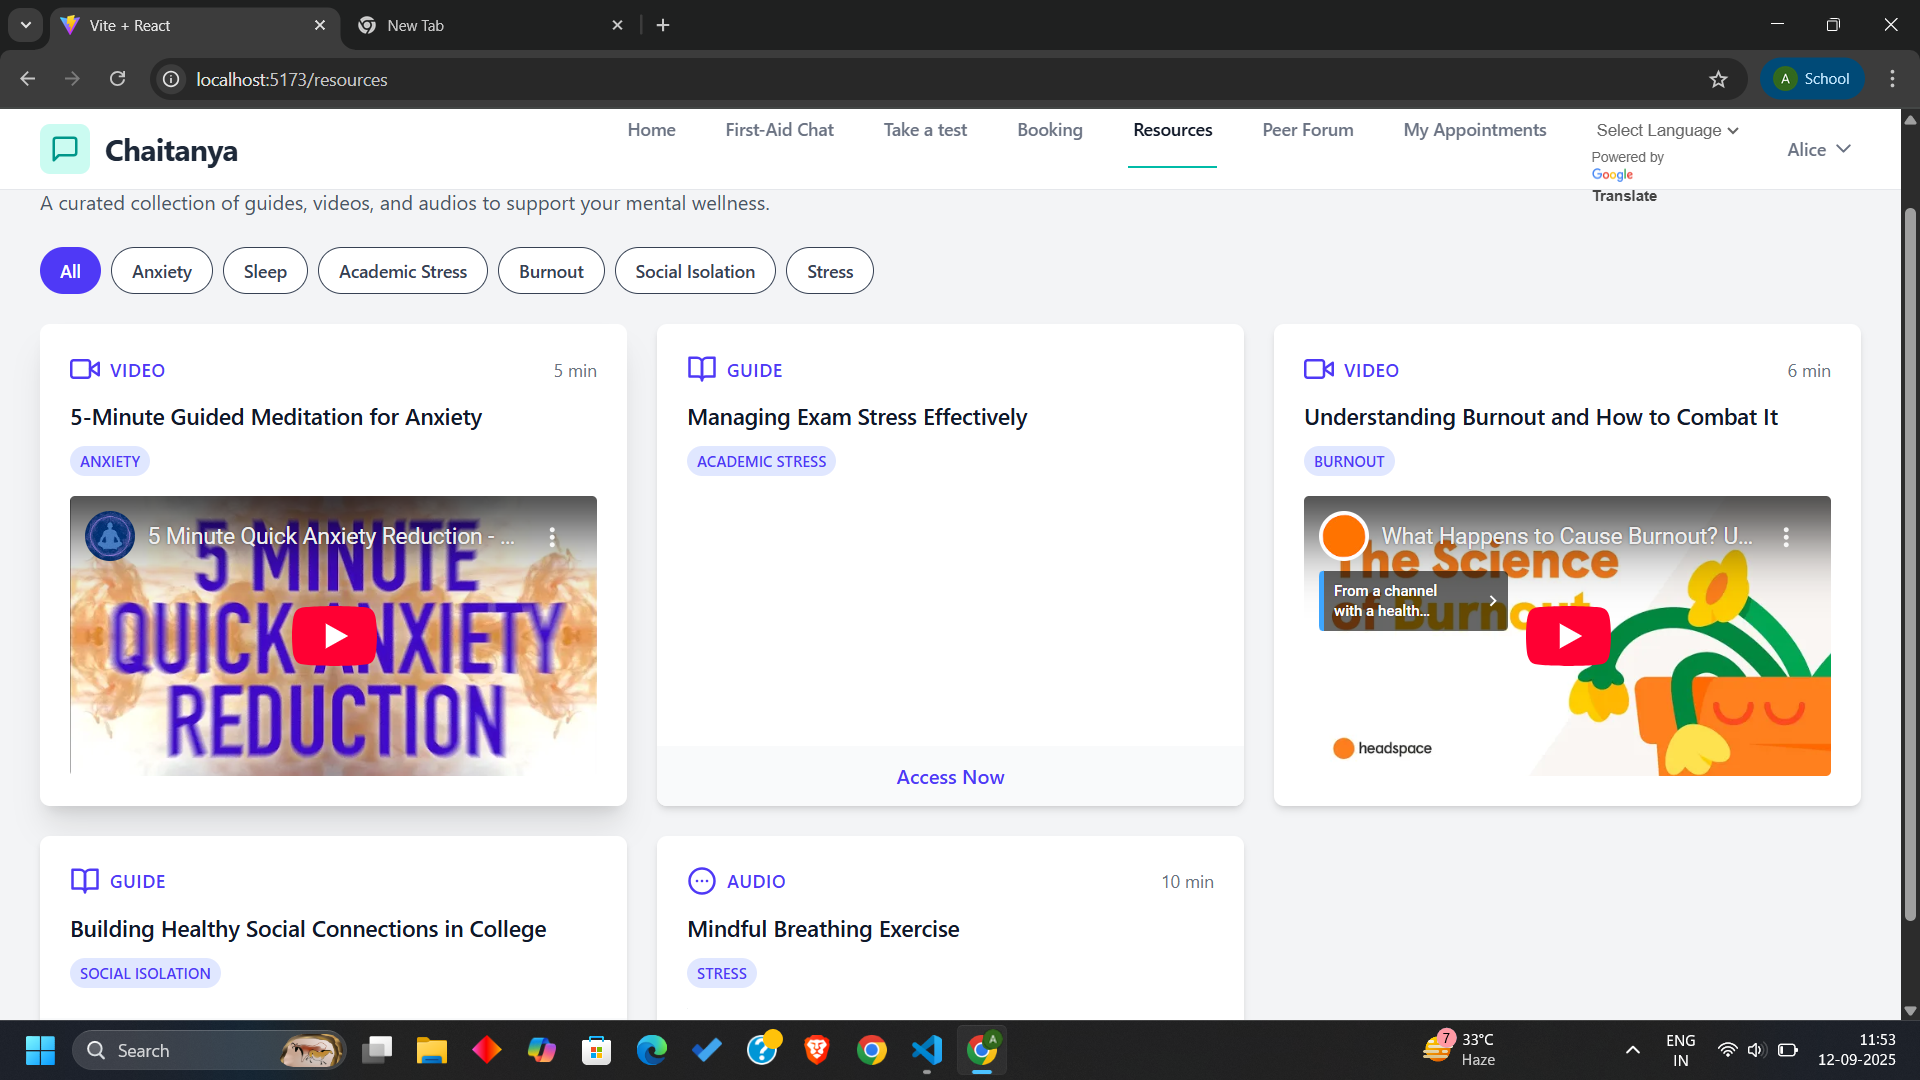 Vite + React
New Tab
localhost:5173/resources
A School
Chaitanya
Home First-Aid Chat Take a test Booking Resources Peer Forum My Appointments
Select Language
Powered by
Google
Translate
Alice
A curated collection of guides, videos, and audios to support your mental wellness.
All Anxiety Sleep Academic Stress Burnout Social Isolation Stress
VIDEO 5 min
5-Minute Guided Meditation for Anxiety
ANXIETY
5 Minute Quick Anxiety Reduction - ...
5 MINUTE
QUICK ANXIETY
REDUCTION
GUIDE
Managing Exam Stress Effectively
ACADEMIC STRESS
Access Now
VIDEO 6 min
Understanding Burnout and How to Combat It
BURNOUT
What Happens to Cause Burnout? U...
The Science
of Burnout
From a channel
with a health...
headspace
GUIDE
Building Healthy Social Connections in College
SOCIAL ISOLATION
AUDIO 10 min
Mindful Breathing Exercise
STRESS
Search
A
7
33°C
Haze
ENG
IN
11:53
12-09-2025